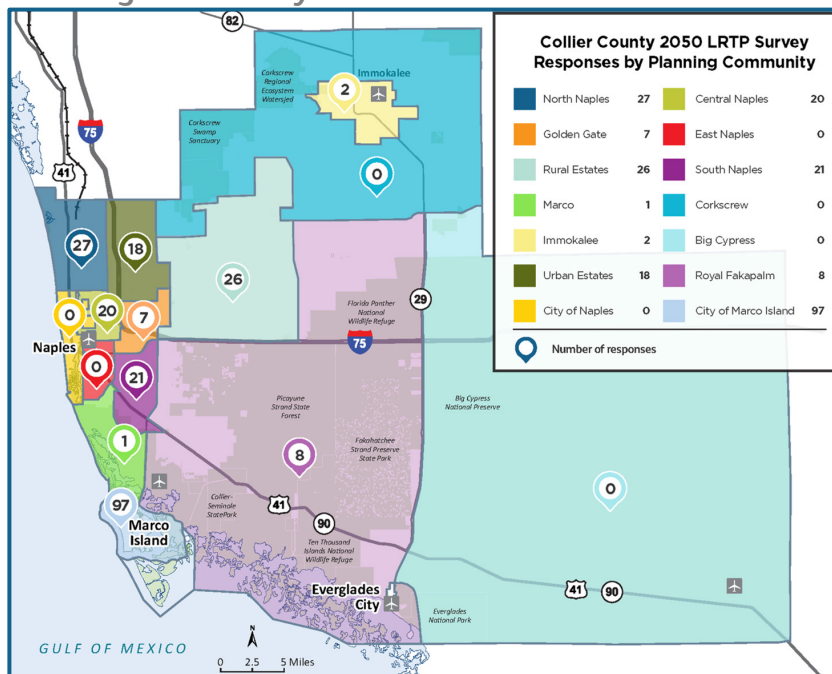 82
Collier County 2050 LRTP Survey
Responses by Planning Community
North Naples 27
Central Naples 20
Golden Gate 7
East Naples 0
Rural Estates 26
South Naples 21
Marco 1
Corkscrew 0
Immokalee 2
Big Cypress 0
Urban Estates 18
Royal Fakapalm 8
City of Naples 0
City of Marco Island 97
Number of responses
Corkscrew
Regional
Ecosystem
Watersjed
Immokalee
2
Corkscrew
Swamp
Sanctuary
75
41
0
27
18
26
29
Florida Panther
National
Wildlife Refuge
0
20
7
Naples
75
0
21
Picayune
Strand State
Forest
Big Cypress
National Preserve
1
Fakahatchee
Strand Preserve
State Park
8
0
97
Collier-
Seminole
StatePark
41
90
Marco
Island
Ten Thousand
Islands National
Wildlife Refuge
Everglades
City
41
90
Everglades
National Park
GULF OF MEXICO
N
0 2.5 5 Miles